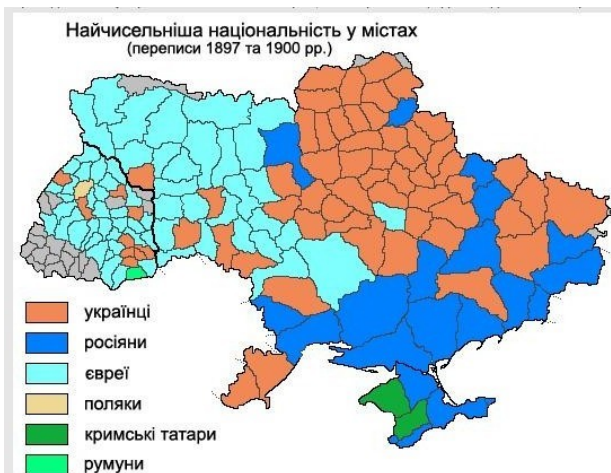 Найчисельніша національність у містах
(переписи 1897 та 1900 рр.)
українці
росіяни
євреї
поляки
кримські татари
румуни